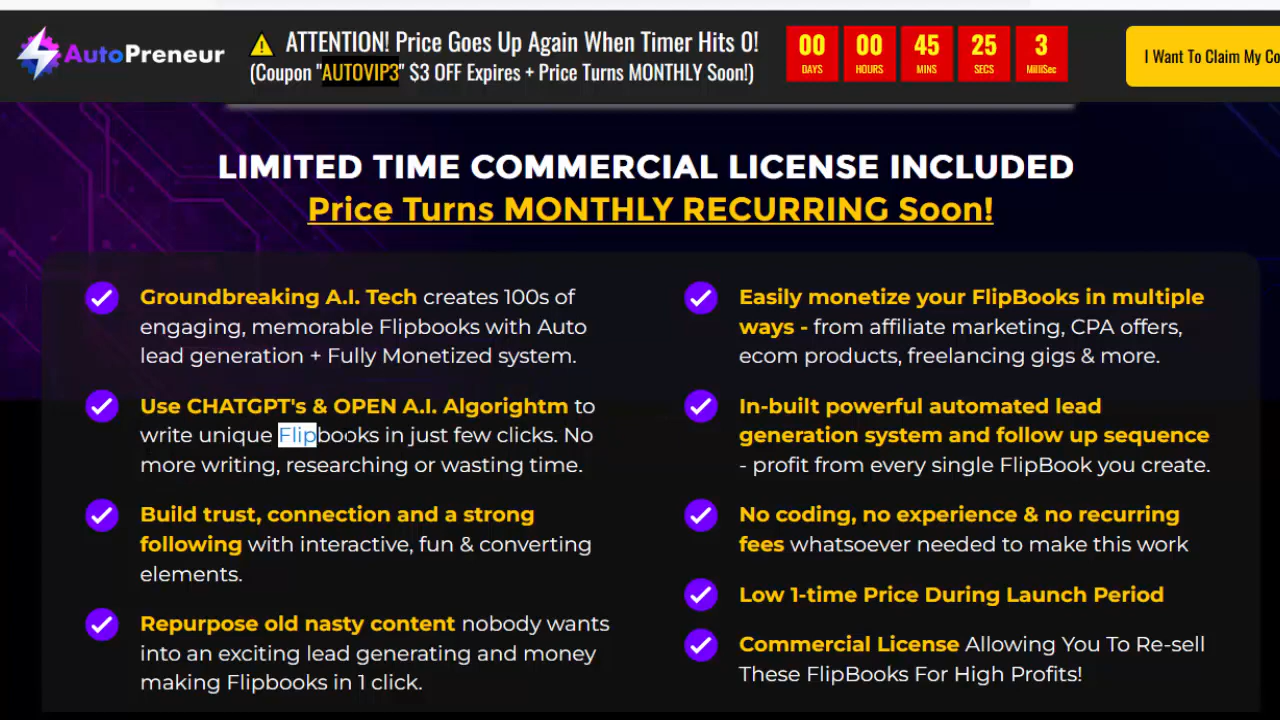 AutoPreneur
ATTENTION! Price Goes Up Again When Timer Hits 0!
(Coupon "AUTOVIP3" $3 OFF Expires + Price Turns MONTHLY Soon!)
00 00 45 25 3
DAYS HOURS MINS SECS MilliSec
I Want To Claim My Co
LIMITED TIME COMMERCIAL LICENSE INCLUDED
Price Turns MONTHLY RECURRING Soon!
Groundbreaking A.I. Tech creates 100s of
engaging, memorable Flipbooks with Auto
lead generation + Fully Monetized system.
Use CHATGPT's & OPEN A.I. Algorightm to
write unique Flipbooks in just few clicks. No
more writing, researching or wasting time.
Build trust, connection and a strong
following with interactive, fun & converting
elements.
Repurpose old nasty content nobody wants
into an exciting lead generating and money
making Flipbooks in 1 click.
Easily monetize your FlipBooks in multiple
ways - from affiliate marketing, CPA offers,
ecom products, freelancing gigs & more.
In-built powerful automated lead
generation system and follow up sequence
- profit from every single FlipBook you create.
No coding, no experience & no recurring
fees whatsoever needed to make this work
Low 1-time Price During Launch Period
Commercial License Allowing You To Re-sell
These FlipBooks For High Profits!